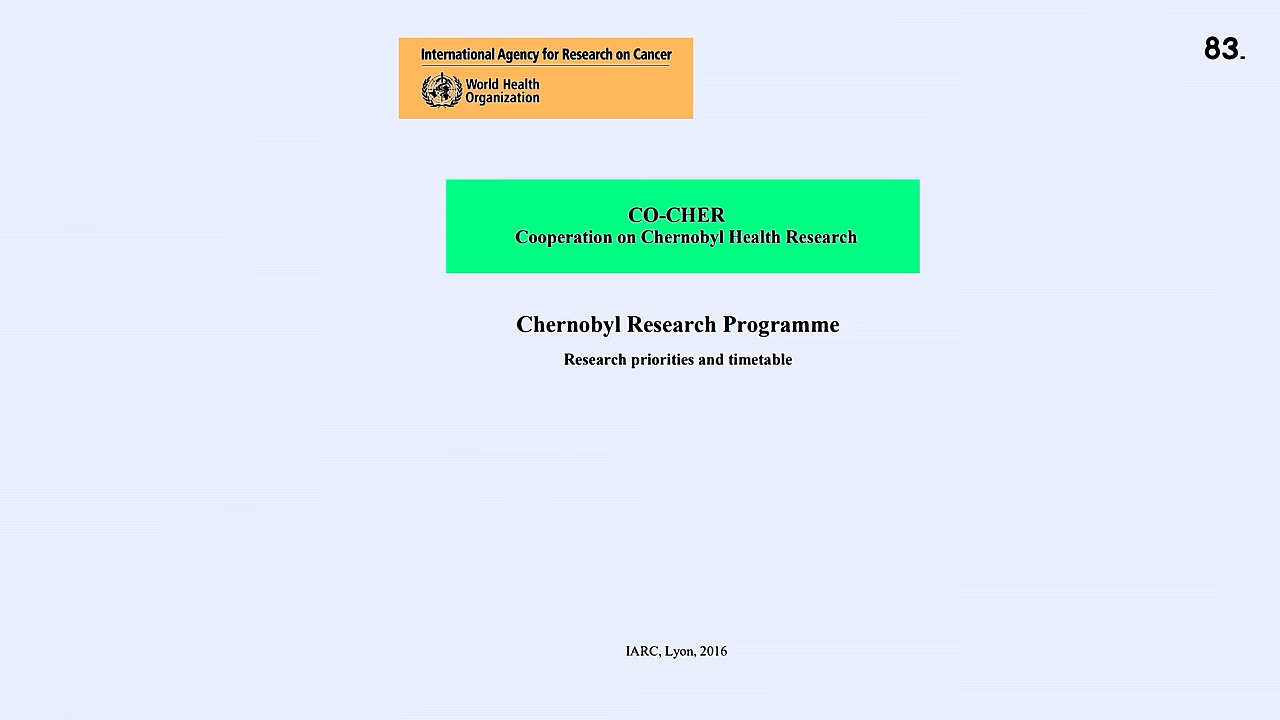 International Agency for Research on Cancer
World Health
Organization
83.
CO-CHER
Cooperation on Chernobyl Health Research
Chernobyl Research Programme
Research priorities and timetable
IARC, Lyon, 2016